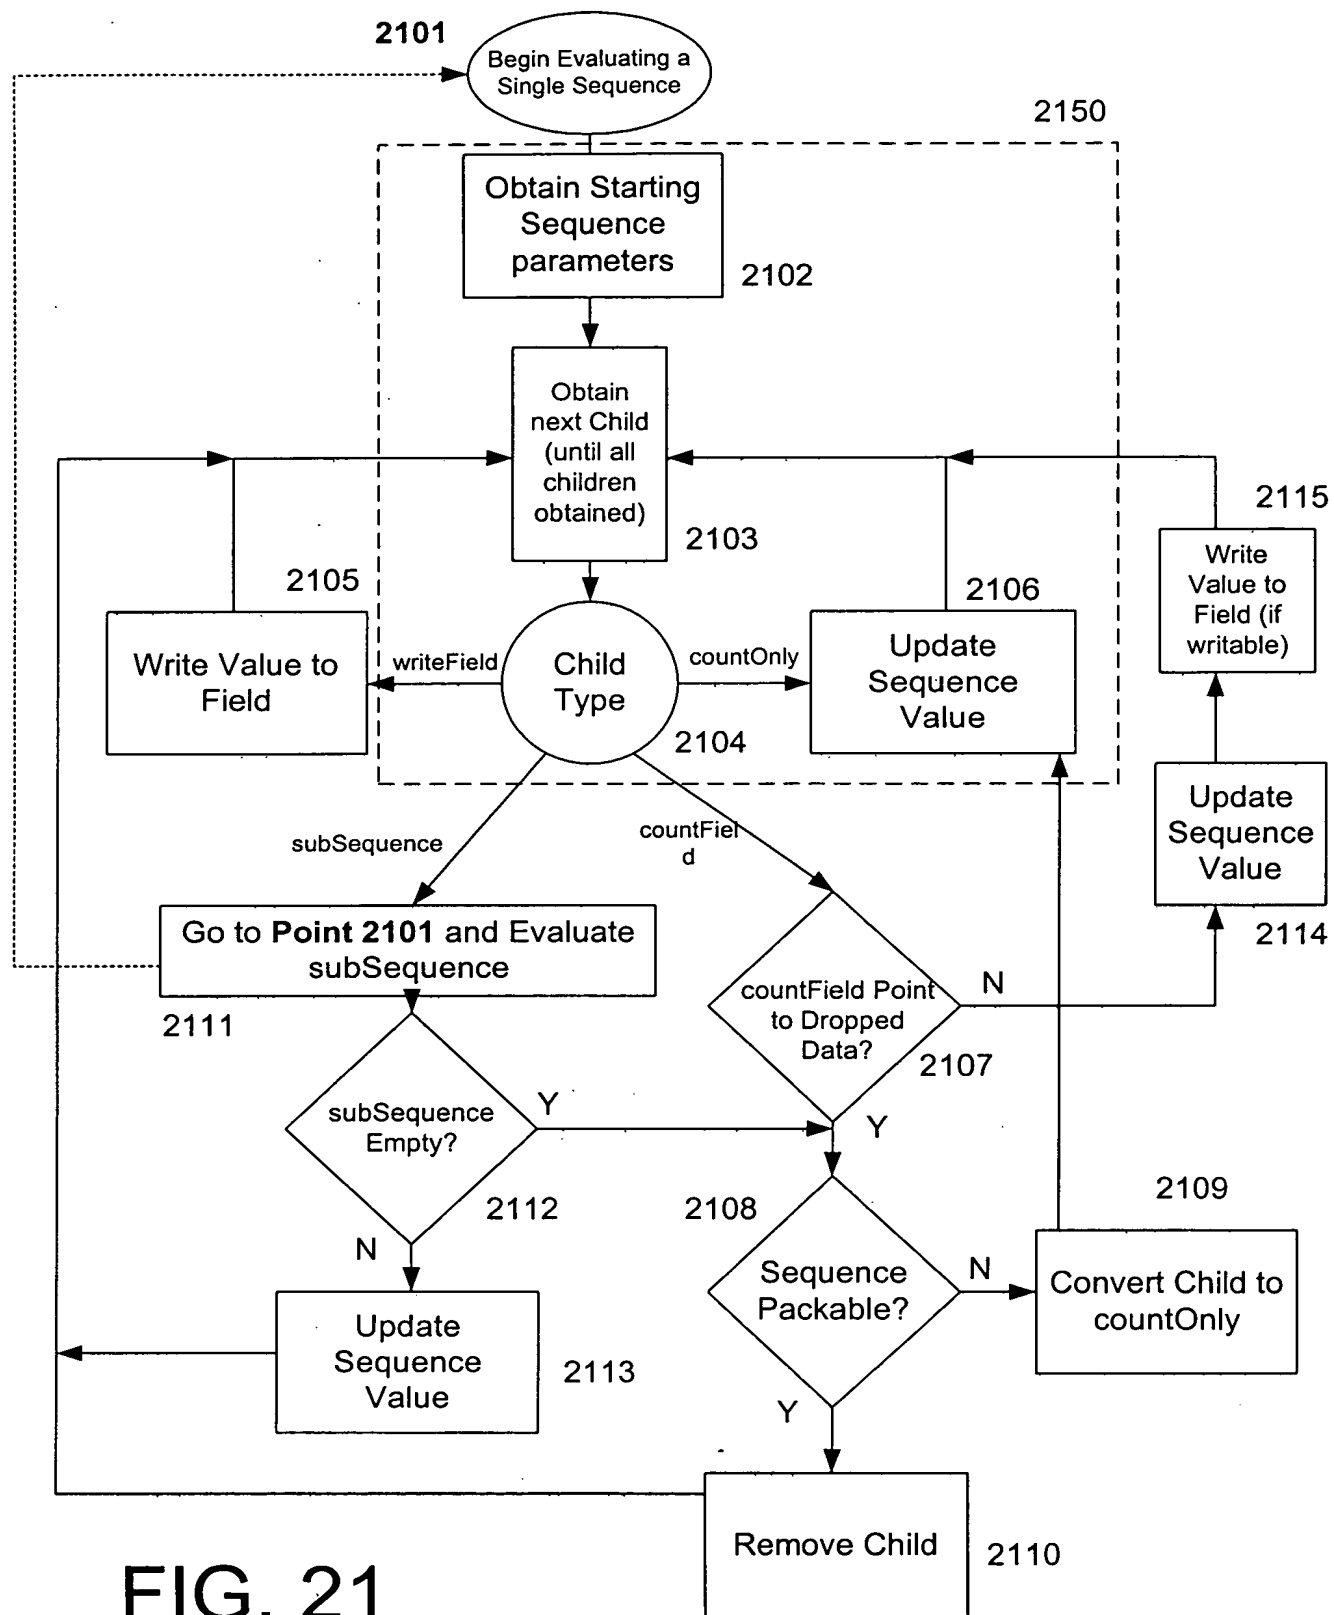 2101
Begin Evaluating a
Single Sequence
2150
Obtain Starting
Sequence
parameters
2102
Obtain
next Child
(until all
children
obtained)
2103
2115
Write
Value to
Field (if
writable)
2105
2106
Write Value to
Field
writeField
Child
Type
countOnly
Update
Sequence
Value
2104
Update
Sequence
Value
2114
subSequence
countFiel
d
Go to Point 2101 and Evaluate
subSequence
2111
countField Point
to Dropped
Data?
N
2107
subSequence
Empty?
Y
Y
2112
2108
2109
N
Sequence
Packable?
N
Convert Child to
countOnly
Update
Sequence
Value
2113
Y
Remove Child
2110
FIG. 21